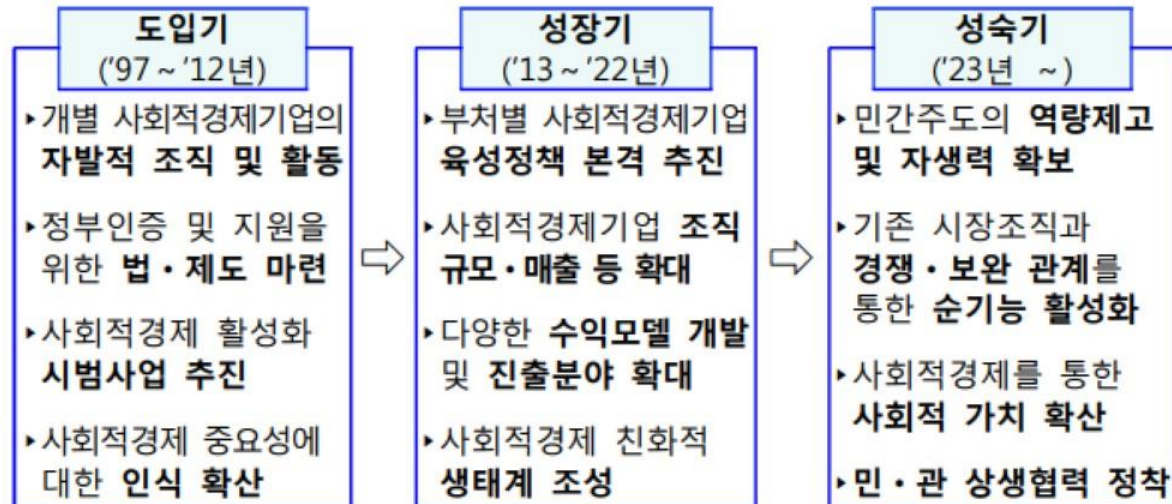 도입기
('97 ~ '12년)
▸개별 사회적경제기업의
자발적 조직 및 활동
▸정부인증 및 지원을
위한 법・제도 마련
▸사회적경제 활성화
시범사업 추진
▸사회적경제 중요성에
대한 인식 확산
성장기
('13 ~ '22년)
▸부처별 사회적경제기업
육성정책 본격 추진
▸사회적경제기업 조직
규모・매출 등 확대
▸다양한 수익모델 개발
및 진출분야 확대
▸사회적경제 친화적
생태계 조성
성숙기
('23년 ~)
▸민간주도의 역량제고
및 자생력 확보
▸기존 시장조직과
경쟁・보완 관계를
통한 순기능 활성화
▸사회적경제를 통한
사회적 가치 확산
▸민・관 상생협력 정착